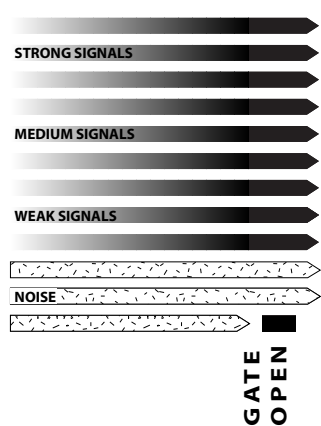 STRONG SIGNALS
MEDIUM SIGNALS
WEAK SIGNALS
NOISE
GATE
OPEN